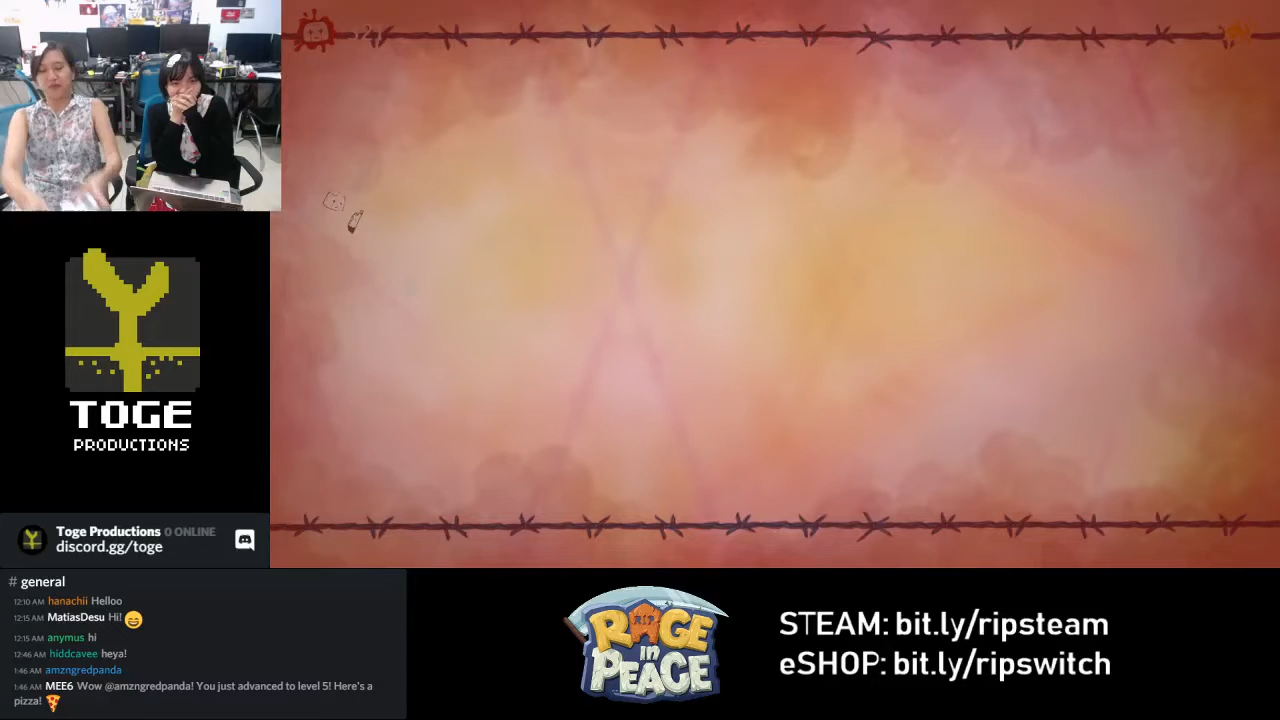 TOGE
PRODUCTIONS
Toge Productions 0 ONLINE
discord.gg/toge
# general
12:10 AM hanachii Helloo
12:15 AM MatiasDesu Hi!
12:15 AM anymus hi
12:46 AM hiddcavee heya!
1:46 AM amzngredpanda
1:46 AM MEE6 Wow @amzngredpanda! You just advanced to level 5! Here's a
pizza!
RIP
RAGE
in
PEACE
STEAM: bit.ly/ripsteam
eSHOP: bit.ly/ripswitch